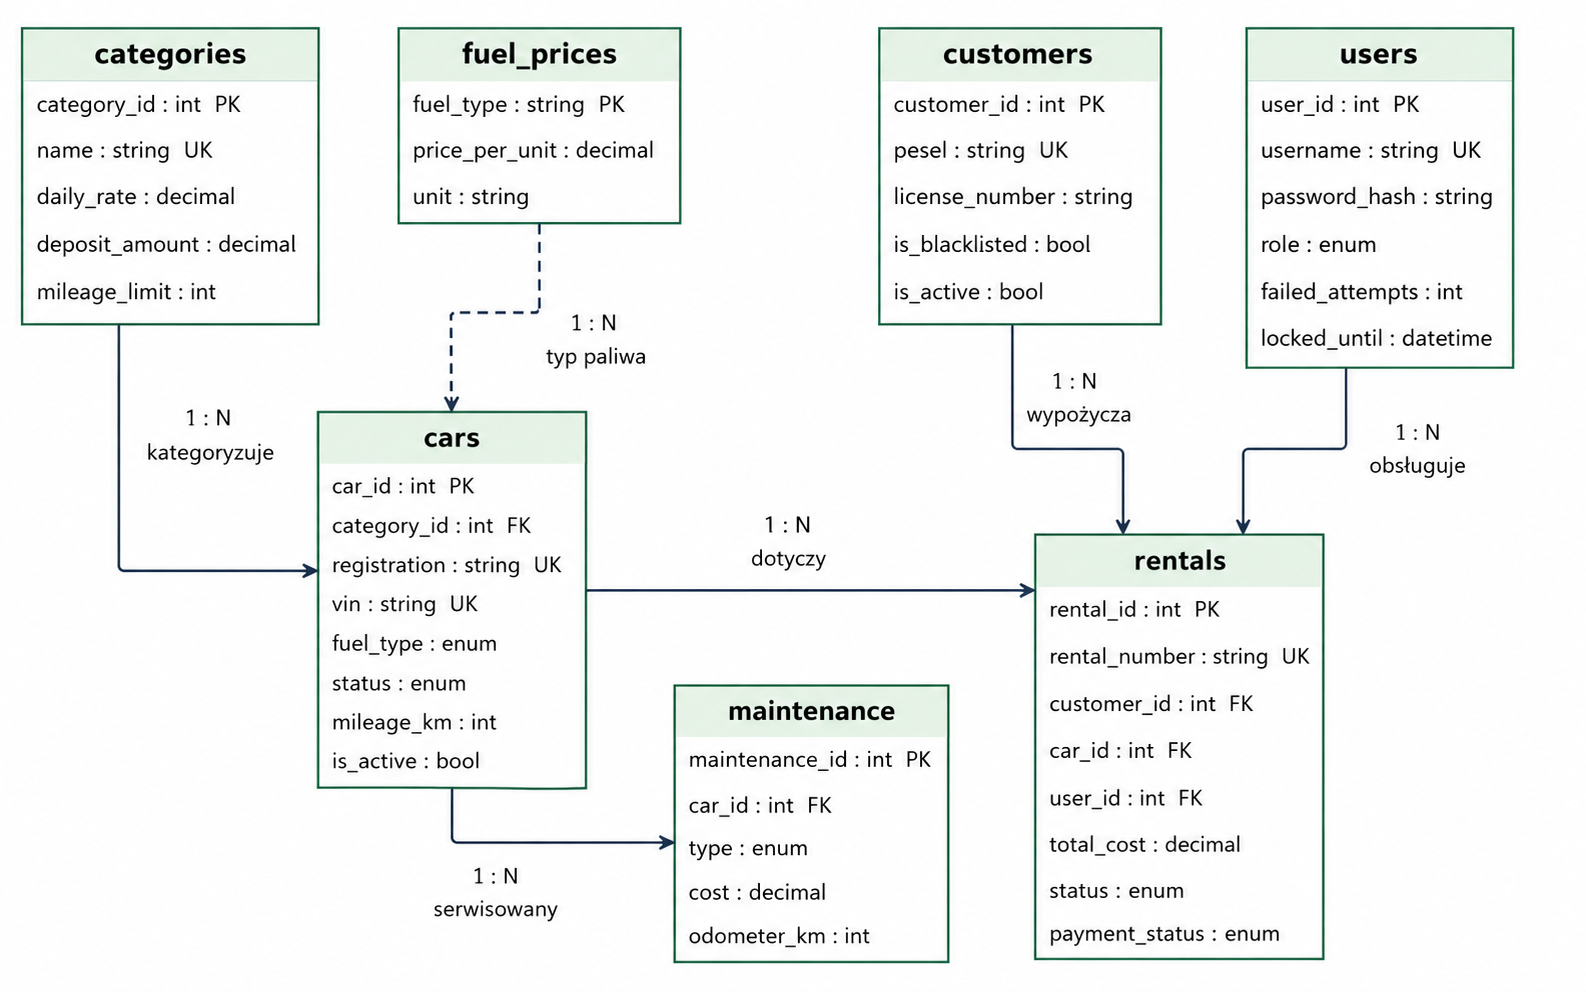 categories
category_id : int PK
name : string UK
daily_rate : decimal
deposit_amount : decimal
mileage_limit : int
fuel_prices
fuel_type : string PK
price_per_unit : decimal
unit : string
customers
customer_id : int PK
pesel : string UK
license_number : string
is_blacklisted : bool
is_active : bool
users
user_id : int PK
username : string UK
password_hash : string
role : enum
failed_attempts : int
locked_until : datetime
1 : N
typ paliwa
1 : N
kategoryzuje
1 : N
wypożycza
1 : N
obsługuje
cars
car_id : int PK
category_id : int FK
registration : string UK
vin : string UK
fuel_type : enum
status : enum
mileage_km : int
is_active : bool
1 : N
dotyczy
rentals
rental_id : int PK
rental_number : string UK
customer_id : int FK
car_id : int FK
user_id : int FK
total_cost : decimal
status : enum
payment_status : enum
maintenance
maintenance_id : int PK
car_id : int FK
type : enum
cost : decimal
odometer_km : int
1 : N
serwisowany